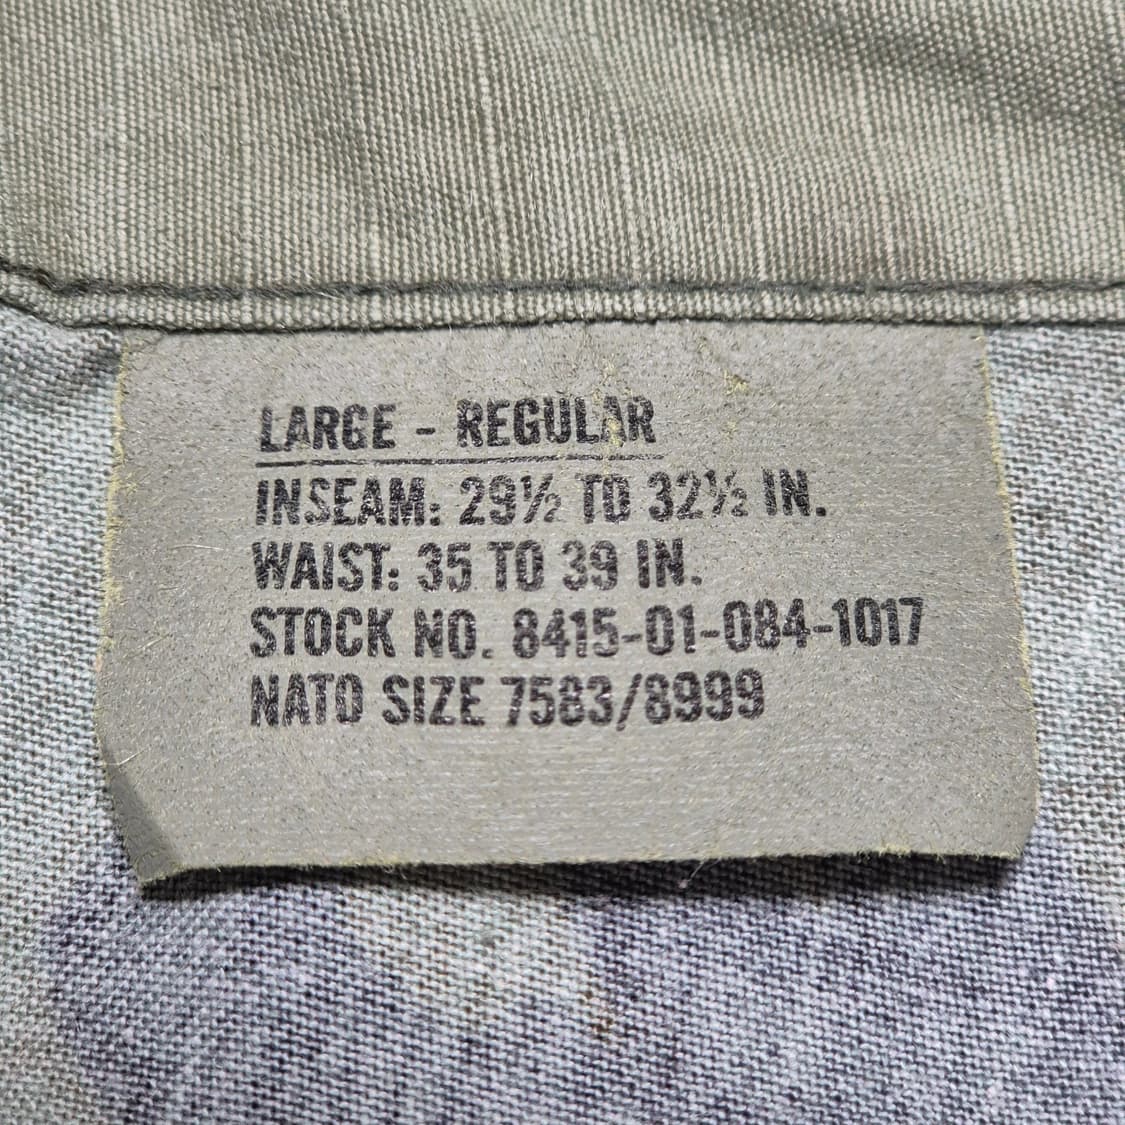 LARGE - REGULAR
INSEAM: 29½ TO 32½ IN.
WAIST: 35 TO 39 IN.
STOCK NO. 8415-01-084-1017
NATO SIZE 7583/8999